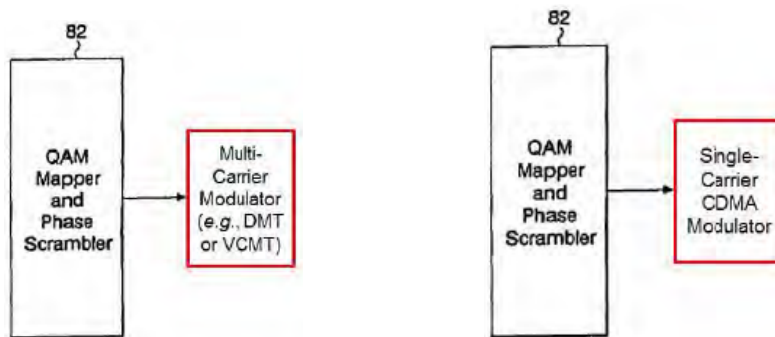 82
QAM
Mapper
and
Phase
Scrambler
Multi-
Carrier
Modulator
(e.g., DMT
or VCMT)
82
QAM
Mapper
and
Phase
Scrambler
Single-
Carrier
CDMA
Modulator